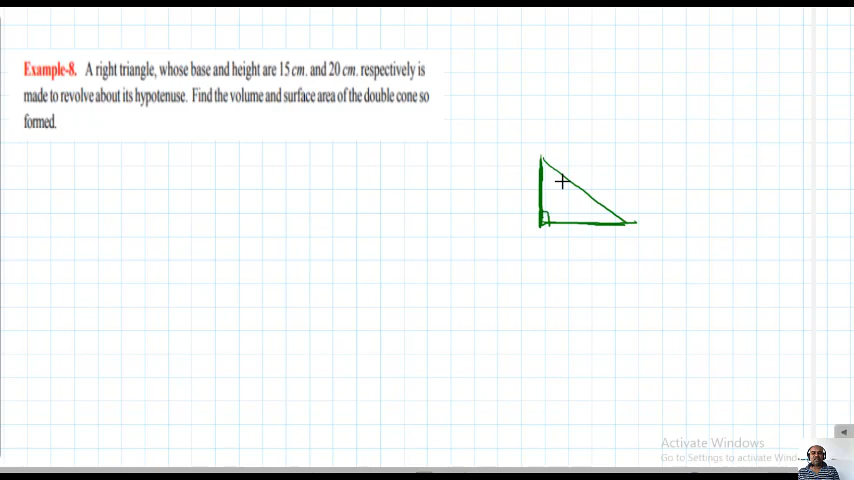 Example-8. A right triangle, whose base and height are 15 cm. and 20 cm. respectively is
made to revolve about its hypotenuse. Find the volume and surface area of the double cone so
formed.
Activate Windows
Go to Settings to activate Wind